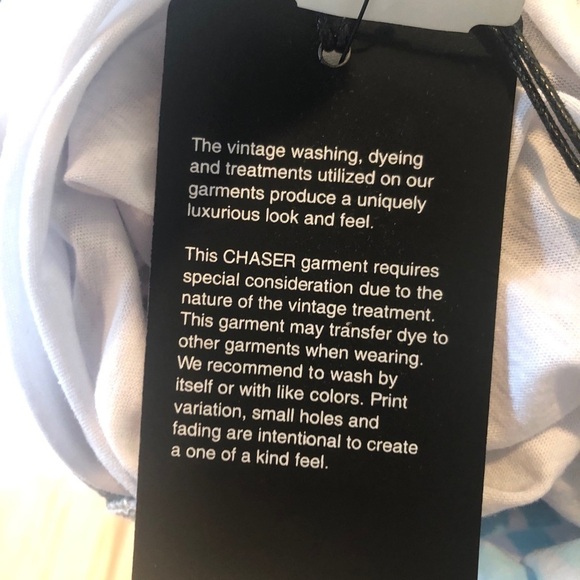 The vintage washing, dyeing
and treatments utilized on our
garments produce a uniquely
luxurious look and feel.
This CHASER garment requires
special consideration due to the
nature of the vintage treatment.
This garment may transfer dye to
other garments when wearing.
We recommend to wash by
itself or with like colors. Print
variation, small holes and
fading are intentional to create
a one of a kind feel.